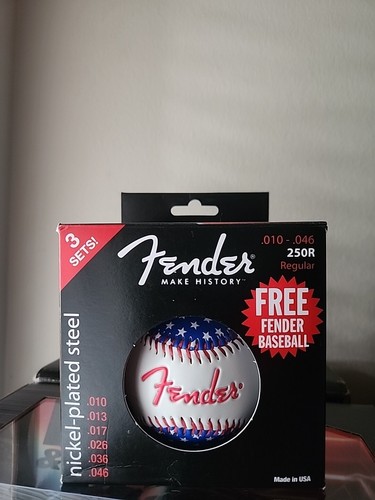 3
SETS!
Fender®
MAKE HISTORY™
.010 - .046
250R
Regular
FREE
FENDER
BASEBALL
nickel-plated steel
.010
.013
.017
.026
.036
.046
Fender®
Made in USA